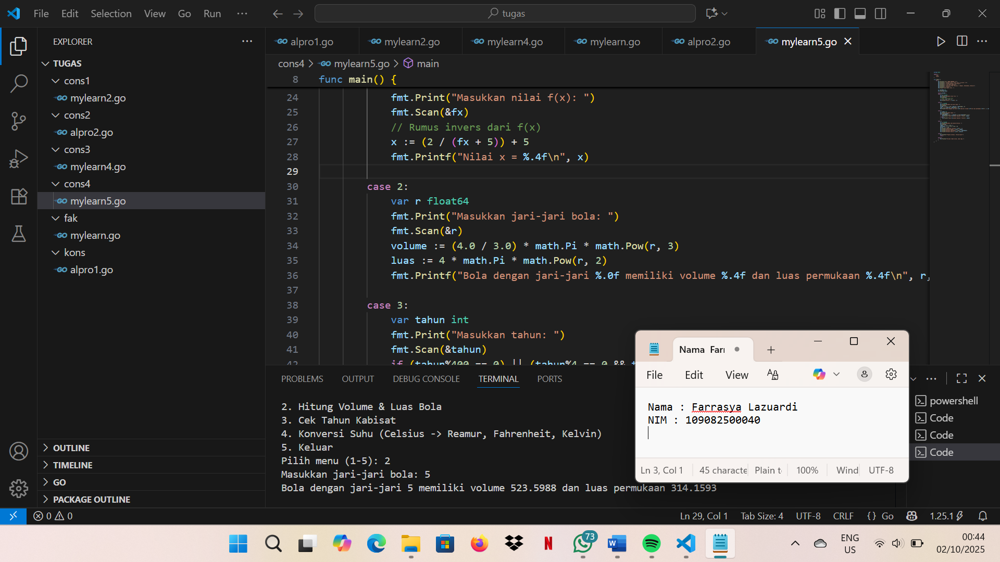 File Edit Selection View Go Run ···
tugas
EXPLORER ···
TUGAS
cons1
mylearn2.go
cons2
alpro2.go
cons3
mylearn4.go
cons4
mylearn5.go
fak
mylearn.go
kons
alpro1.go
OUTLINE
TIMELINE
GO
PACKAGE OUTLINE
alpro1.go mylearn2.go mylearn4.go mylearn.go alpro2.go mylearn5.go
cons4 > mylearn5.go > main
8 func main() {
24 fmt.Print("Masukkan nilai f(x): ")
25 fmt.Scan(&fx)
26 // Rumus invers dari f(x)
27 x := (2 / (fx + 5)) + 5
28 fmt.Printf("Nilai x = %.4f\n", x)
29
30 case 2:
31 var r float64
32 fmt.Print("Masukkan jari-jari bola: ")
33 fmt.Scan(&r)
34 volume := (4.0 / 3.0) * math.Pi * math.Pow(r, 3)
35 luas := 4 * math.Pi * math.Pow(r, 2)
36 fmt.Printf("Bola dengan jari-jari %.0f memiliki volume %.4f dan luas permukaan %.4f\n", r,
37
38 case 3:
39 var tahun int
40 fmt.Print("Masukkan tahun: ")
41 fmt.Scan(&tahun)
42 if (tahun%400 == 0) || (tahun%4 == 0 && t
PROBLEMS OUTPUT DEBUG CONSOLE TERMINAL PORTS
2. Hitung Volume & Luas Bola
3. Cek Tahun Kabisat
4. Konversi Suhu (Celsius -> Reamur, Fahrenheit, Kelvin)
5. Keluar
Pilih menu (1-5): 2
Masukkan jari-jari bola: 5
Bola dengan jari-jari 5 memiliki volume 523.5988 dan luas permukaan 314.1593
powershell
Code
Code
Code
Nama Farr
File Edit View
Nama : Farrasya Lazuardi
NIM : 109082500040
Ln 3, Col 1 45 characte Plain t 100% Wind UTF-8
0 0 Ln 29, Col 1 Tab Size: 4 UTF-8 CRLF {} Go 1.25.1
73
ENG
US
00:44
02/10/2025